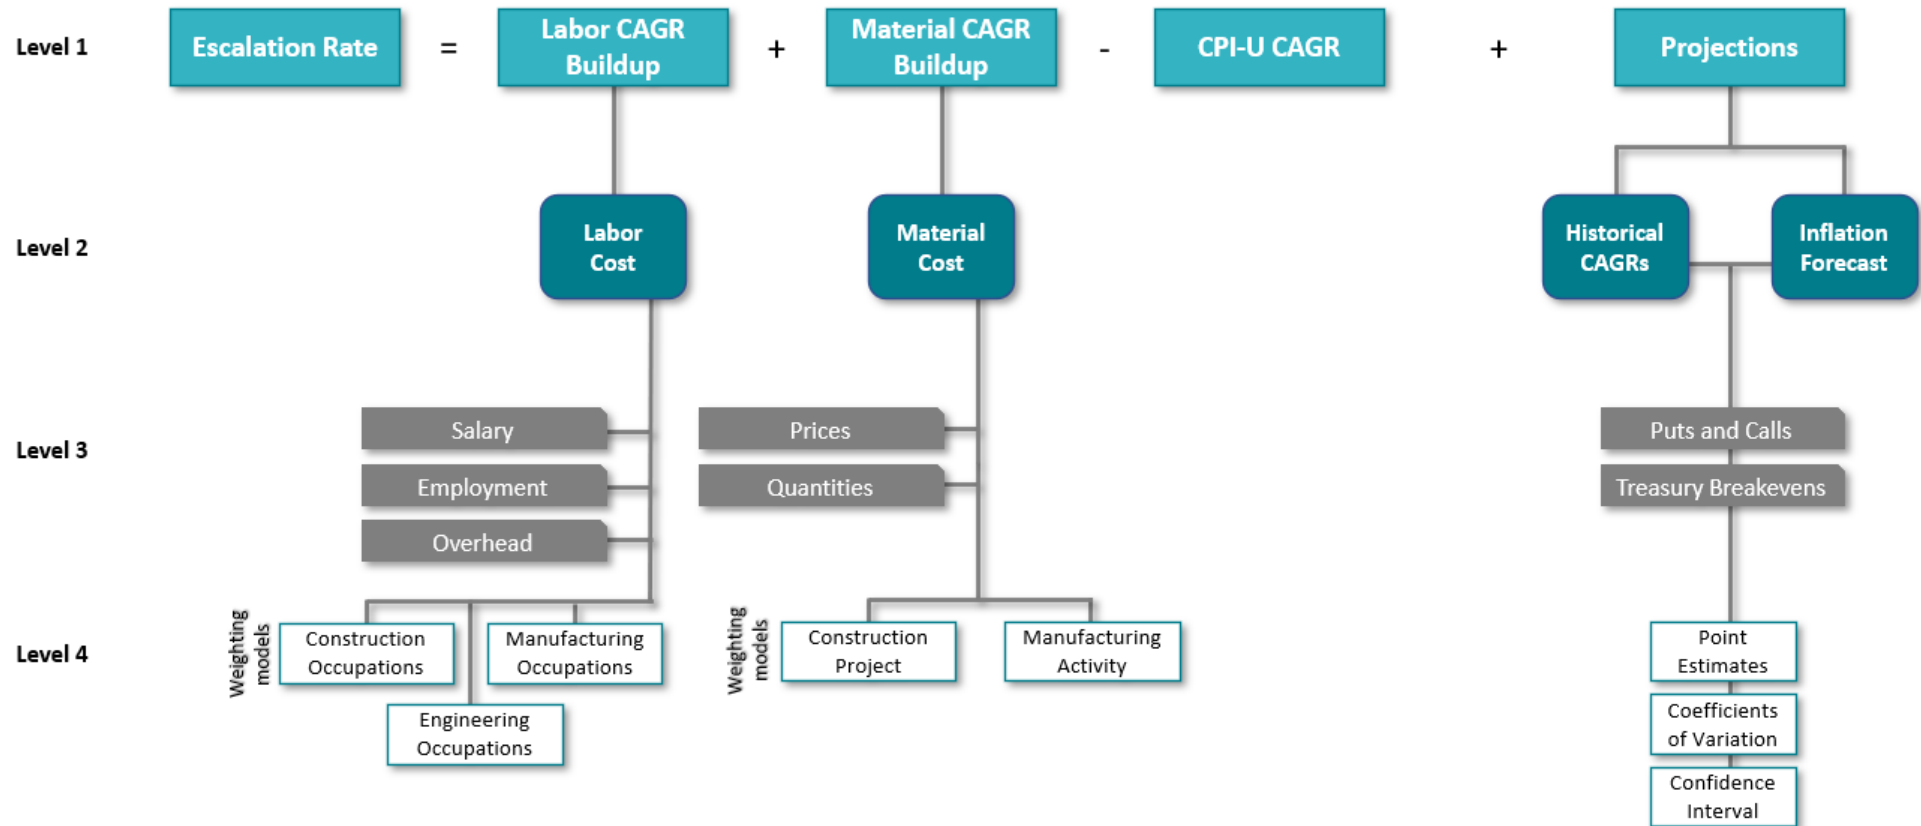 Level 1
Escalation Rate
=
Labor CAGR
Buildup
+
Material CAGR
Buildup
-
CPI-U CAGR
+
Projections
Level 2
Labor
Cost
Material
Cost
Historical
CAGRs
Inflation
Forecast
Level 3
Salary
Employment
Overhead
Prices
Quantities
Puts and Calls
Treasury Breakevens
Level 4
Weighting
models
Construction
Occupations
Manufacturing
Occupations
Engineering
Occupations
Weighting
models
Construction
Project
Manufacturing
Activity
Point
Estimates
Coefficients
of Variation
Confidence
Interval